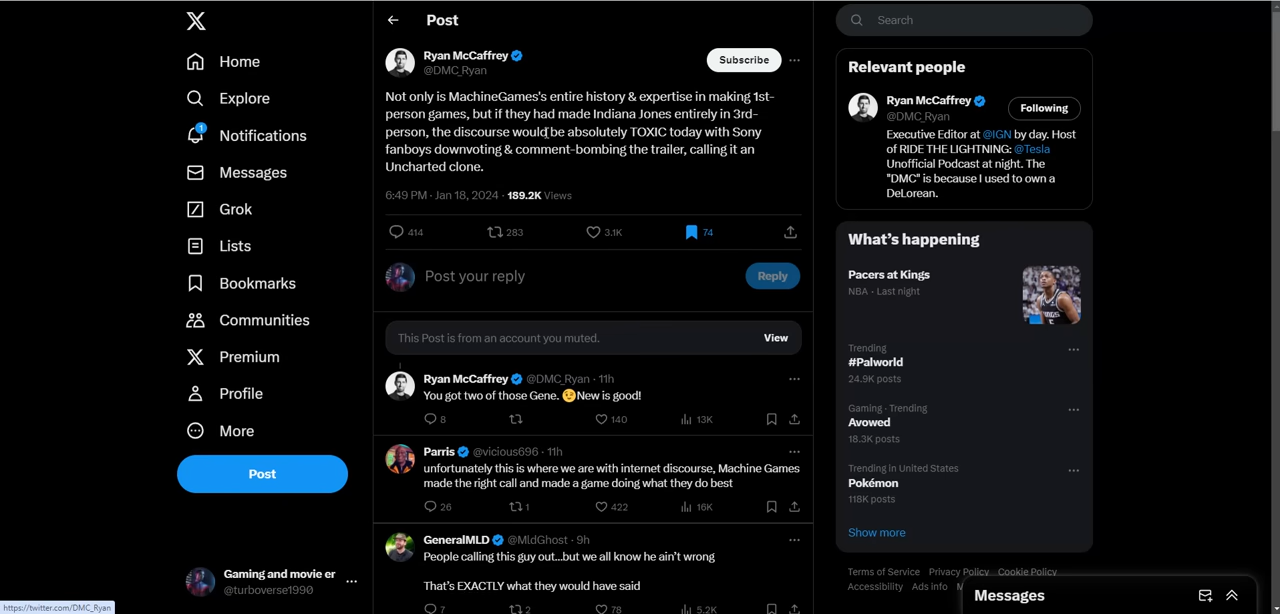 Home
Explore
1
Notifications
Messages
Grok
Lists
Bookmarks
Communities
Premium
Profile
More
Post
Gaming and movie er
@turboverse1990
https://twitter.com/DMC_Ryan
Post
Ryan McCaffrey
@DMC_Ryan
Subscribe
Not only is MachineGames's entire history & expertise in making 1st-
person games, but if they had made Indiana Jones entirely in 3rd-
person, the discourse would be absolutely TOXIC today with Sony
fanboys downvoting & comment-bombing the trailer, calling it an
Uncharted clone.
6:49 PM · Jan 18, 2024 · 189.2K Views
414 283 3.1K 74
Post your reply
Reply
This Post is from an account you muted.
View
Ryan McCaffrey @DMC_Ryan · 11h
You got two of those Gene. 😉New is good!
8 140 13K
Parris @vicious696 · 11h
unfortunately this is where we are with internet discourse, Machine Games
made the right call and made a game doing what they do best
26 1 422 16K
GeneralMLD @MldGhost · 9h
People calling this guy out...but we all know he ain't wrong
That's EXACTLY what they would have said
7 2 78 5.2K
Search
Relevant people
Ryan McCaffrey
@DMC_Ryan
Following
Executive Editor at @IGN by day. Host
of RIDE THE LIGHTNING: @Tesla
Unofficial Podcast at night. The
"DMC" is because I used to own a
DeLorean.
What's happening
Pacers at Kings
NBA · Last night
Trending
#Palworld
24.9K posts
Gaming · Trending
Avowed
18.3K posts
Trending in United States
Pokémon
118K posts
Show more
Terms of Service Privacy Policy Cookie Policy
Accessibility Ads info
Messages